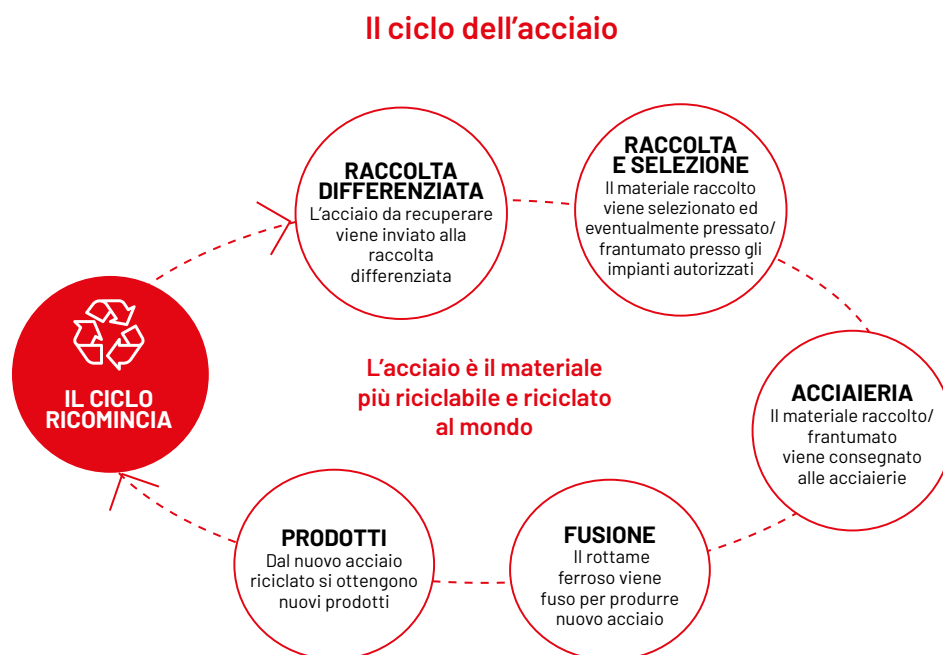 Il ciclo dell’acciaio
RACCOLTA
DIFFERENZIATA
L’acciaio da recuperare
viene inviato alla
raccolta
differenziata
RACCOLTA
E SELEZIONE
Il materiale raccolto
viene selezionato ed
eventualmente pressato/
frantumato presso gli
impianti autorizzati
ACCIAIERIA
Il materiale raccolto/
frantumato
viene consegnato
alle acciaierie
FUSIONE
Il rottame
ferroso viene
fuso per produrre
nuovo acciaio
PRODOTTI
Dal nuovo acciaio
riciclato si ottengono
nuovi prodotti
IL CICLO
RICOMINCIA
L’acciaio è il materiale
più riciclabile e riciclato
al mondo